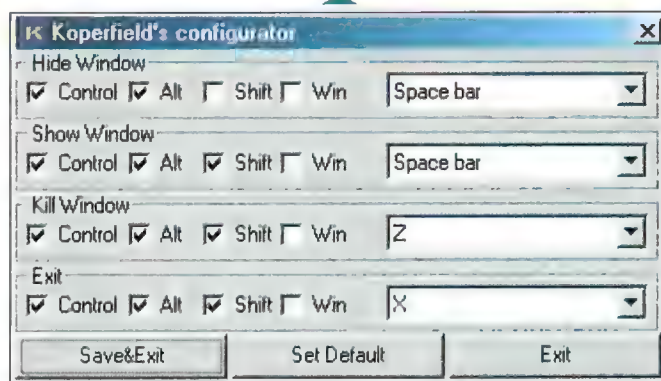 Koperfield's configurator
Hide Window
Control Alt Shift Win Space bar
Show Window
Control Alt Shift Win Space bar
Kill Window
Control Alt Shift Win Z
Exit
Control Alt Shift Win X
Save&Exit Set Default Exit